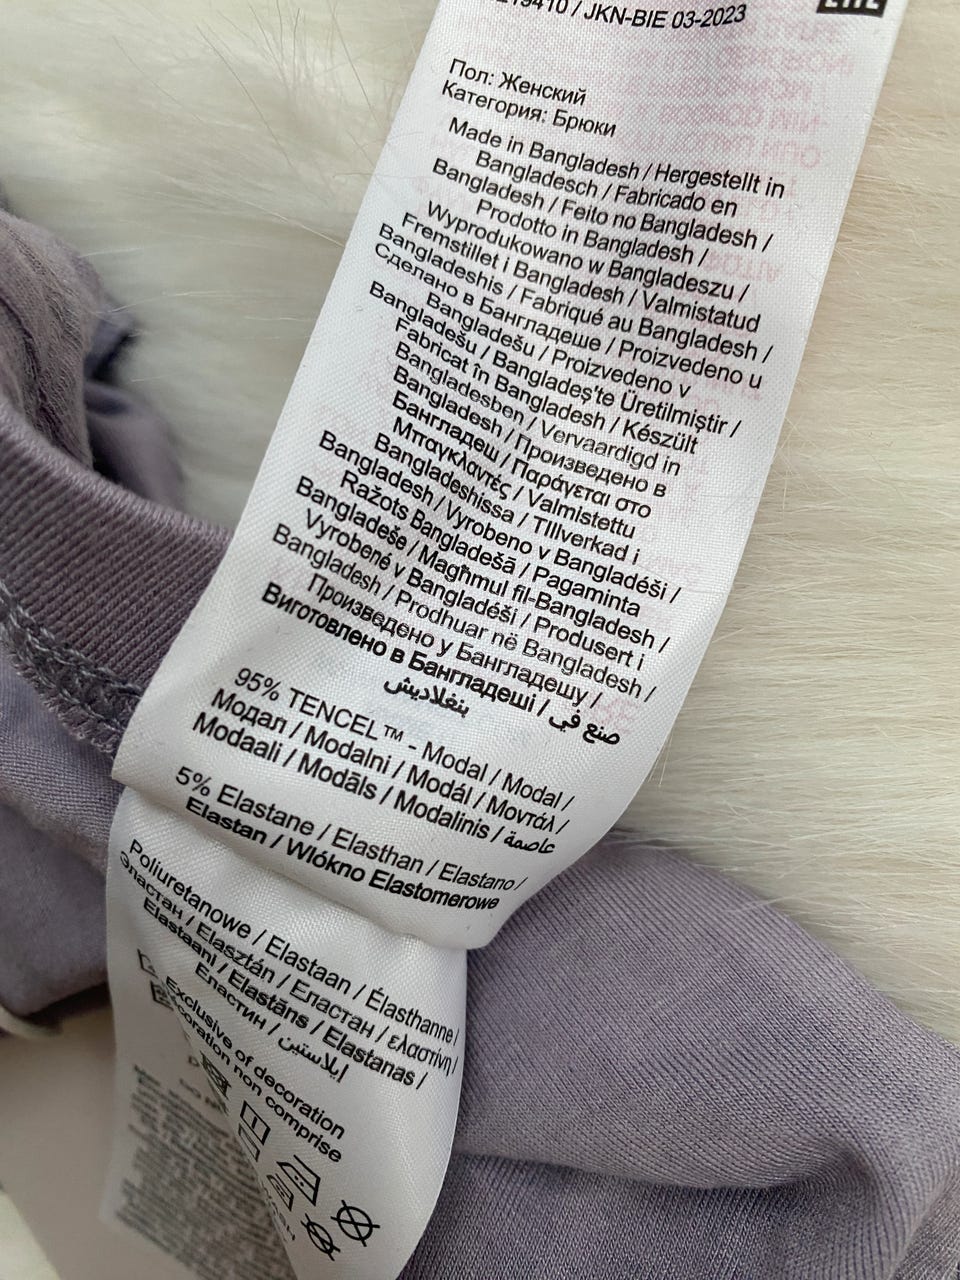 / JKN-BIE 03-2023
EAC
Пол: Женский
Категория: Брюки
Made in Bangladesh / Hergestellt in
Bangladesch / Fabricado en
Bangladesh / Feito no Bangladesh /
Prodotto in Bangladesh /
Wyprodukowano w Bangladeszu /
Fremstillet i Bangladesh / Valmistatud
Bangladeshis / Fabriqué au Bangladesh /
Сделано в Бангладеше / Proizvedeno u
Bangladešu / Proizvedeno v
Bangladešu / Bangladeş'te Üretilmiştir /
Fabricat în Bangladesh / Készült
Bangladesben / Vervaardigd in
Bangladesh / Произведено в
Бангладеш / Παράγεται στο
Μπαγκλαντές / Valmistettu
Bangladeshissa / TIllverkad i
Bangladesh / Vyrobeno v Bangladéši /
Ražots Bangladešā / Pagaminta
Bangladeše / Magħmul fil-Bangladesh /
Vyrobené v Bangladéši / Produsert i
Bangladesh / Prodhuar në Bangladesh /
Произведено у Бангладешу /
Виготовлено в Бангладеші / صنع في
بنغلاديش
95% TENCEL™ - Modal / Modal /
Модал / Modalni / Modál / Μοντάλ /
Modaali / Modāls / Modalinis / عاصمة
5% Elastane / Elasthan / Elastano /
Elastan / Wlókno Elastomerowe
Poliuretanowe / Elastaan / Élasthanne /
Эластан / Elasztán / Еластан / ελαστίνη /
Elastaani / Elastāns / Elastanas /
Еластин / إيلاستين
Exclusive of decoration
decoration non comprise